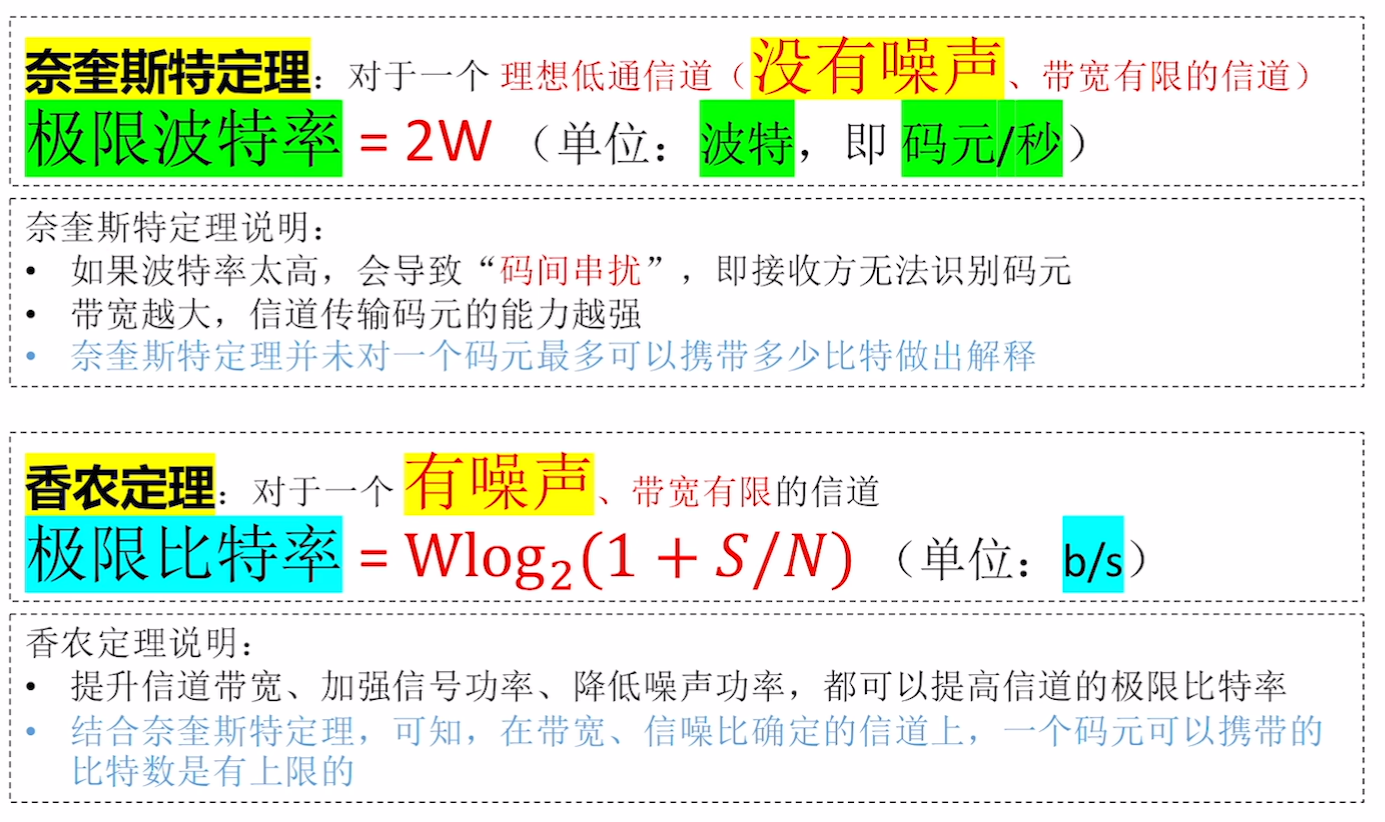 奈奎斯特定理：对于一个 理想低通信道（没有噪声、带宽有限的信道）
极限波特率 = 2W （单位：波特，即 码元/秒）
奈奎斯特定理说明：
• 如果波特率太高，会导致“码间串扰”，即接收方无法识别码元
• 带宽越大，信道传输码元的能力越强
• 奈奎斯特定理并未对一个码元最多可以携带多少比特做出解释
香农定理：对于一个 有噪声、带宽有限的信道
极限比特率 = Wlog₂(1 + S/N) （单位：b/s）
香农定理说明：
• 提升信道带宽、加强信号功率、降低噪声功率，都可以提高信道的极限比特率
• 结合奈奎斯特定理，可知，在带宽、信噪比确定的信道上，一个码元可以携带的
比特数是有上限的